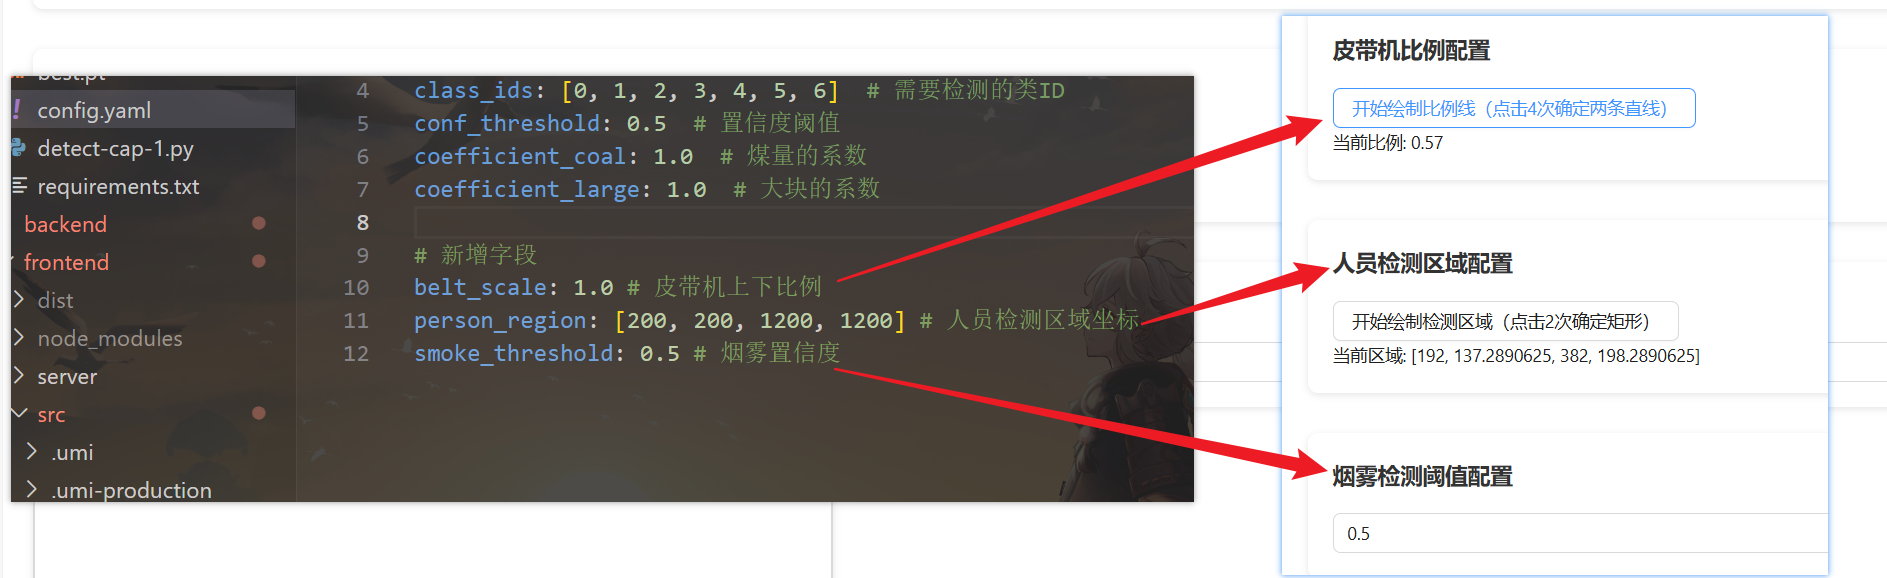 best.pt
! config.yaml
detect-cap-1.py
requirements.txt
backend
frontend
dist
node_modules
server
src
.umi
.umi-production
4 class_ids: [0, 1, 2, 3, 4, 5, 6]  # 需要检测的类ID
5 conf_threshold: 0.5  # 置信度阈值
6 coefficient_coal: 1.0  # 煤量的系数
7 coefficient_large: 1.0  # 大块的系数
8
9 # 新增字段
10 belt_scale: 1.0 # 皮带机上下比例
11 person_region: [200, 200, 1200, 1200] # 人员检测区域坐标
12 smoke_threshold: 0.5 # 烟雾置信度
皮带机比例配置
开始绘制比例线（点击4次确定两条直线）
当前比例: 0.57
人员检测区域配置
开始绘制检测区域（点击2次确定矩形）
当前区域: [192, 137.2890625, 382, 198.2890625]
烟雾检测阈值配置
0.5